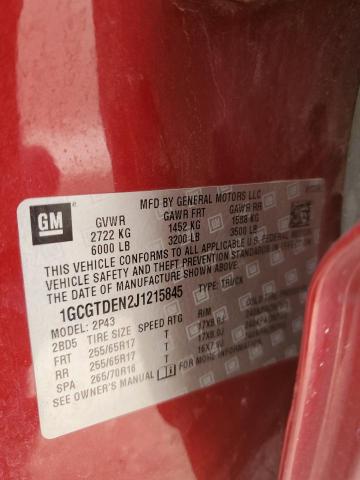 GM
MFD BY GENERAL MOTORS LLC
GVWR GAWR FRT GAWR RR
2722 KG 1452 KG 1588 KG
6000 LB 3200 LB 3500 LB
THIS VEHICLE CONFORMS TO ALL APPLICABLE U.S. FEDERAL
VEHICLE SAFETY AND THEFT PREVENTION STANDARDS
IN EFFECT ON THE DATE OF MANUFACTURE SHOWN ABOVE.
1GCGTDEN2J1215845 TYPE: TRUCK
MODEL: 2P43
2BD5 TIRE SIZE SPEED RTG RIM COLD TIRE
FRT 255/65R17 T 17X8.0J
RR 255/65R17 T 17X8.0J
SPA 265/70R16 T 16X7.0J
SEE OWNER'S MANUAL FOR MORE INFORMATION.